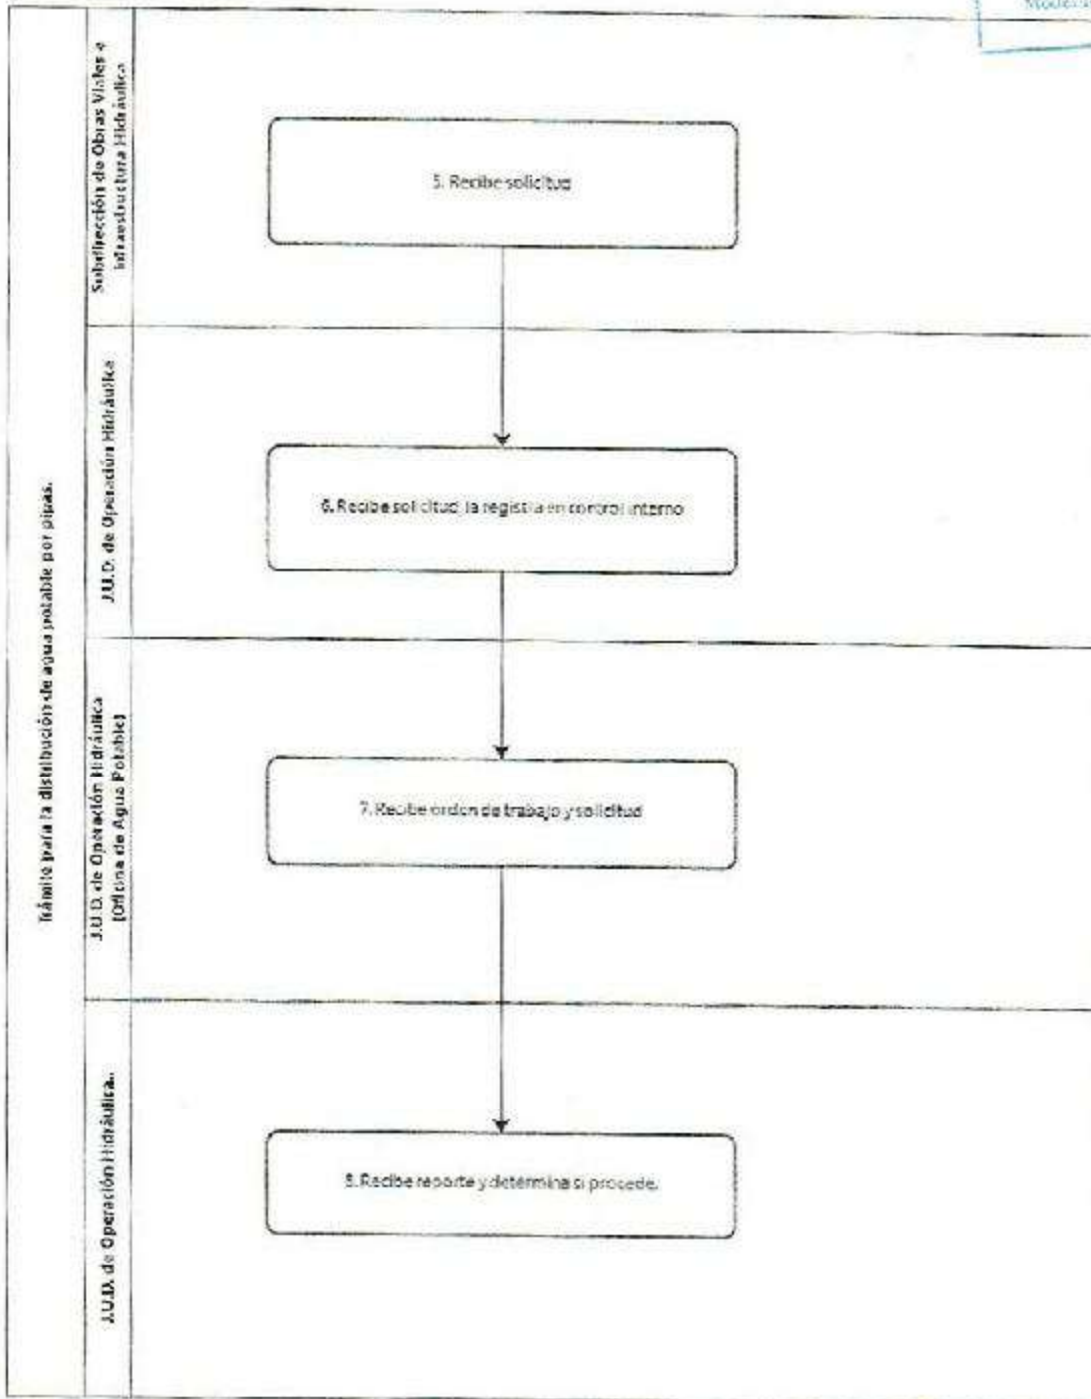 Trámite para la distribución de agua potable por pipas.
Subdirección de Obras Viales e
Infraestructura Hidráulica
5. Recibe solicitud
J.U.D. de Operación Hidráulica
6. Recibe solicitud, la registra en control interno
J.U.D. de Operación Hidráulica
(Oficina de Agua Potable)
7. Recibe orden de trabajo y solicitud
J.U.D. de Operación Hidráulica..
8. Recibe reporte y determina si procede.